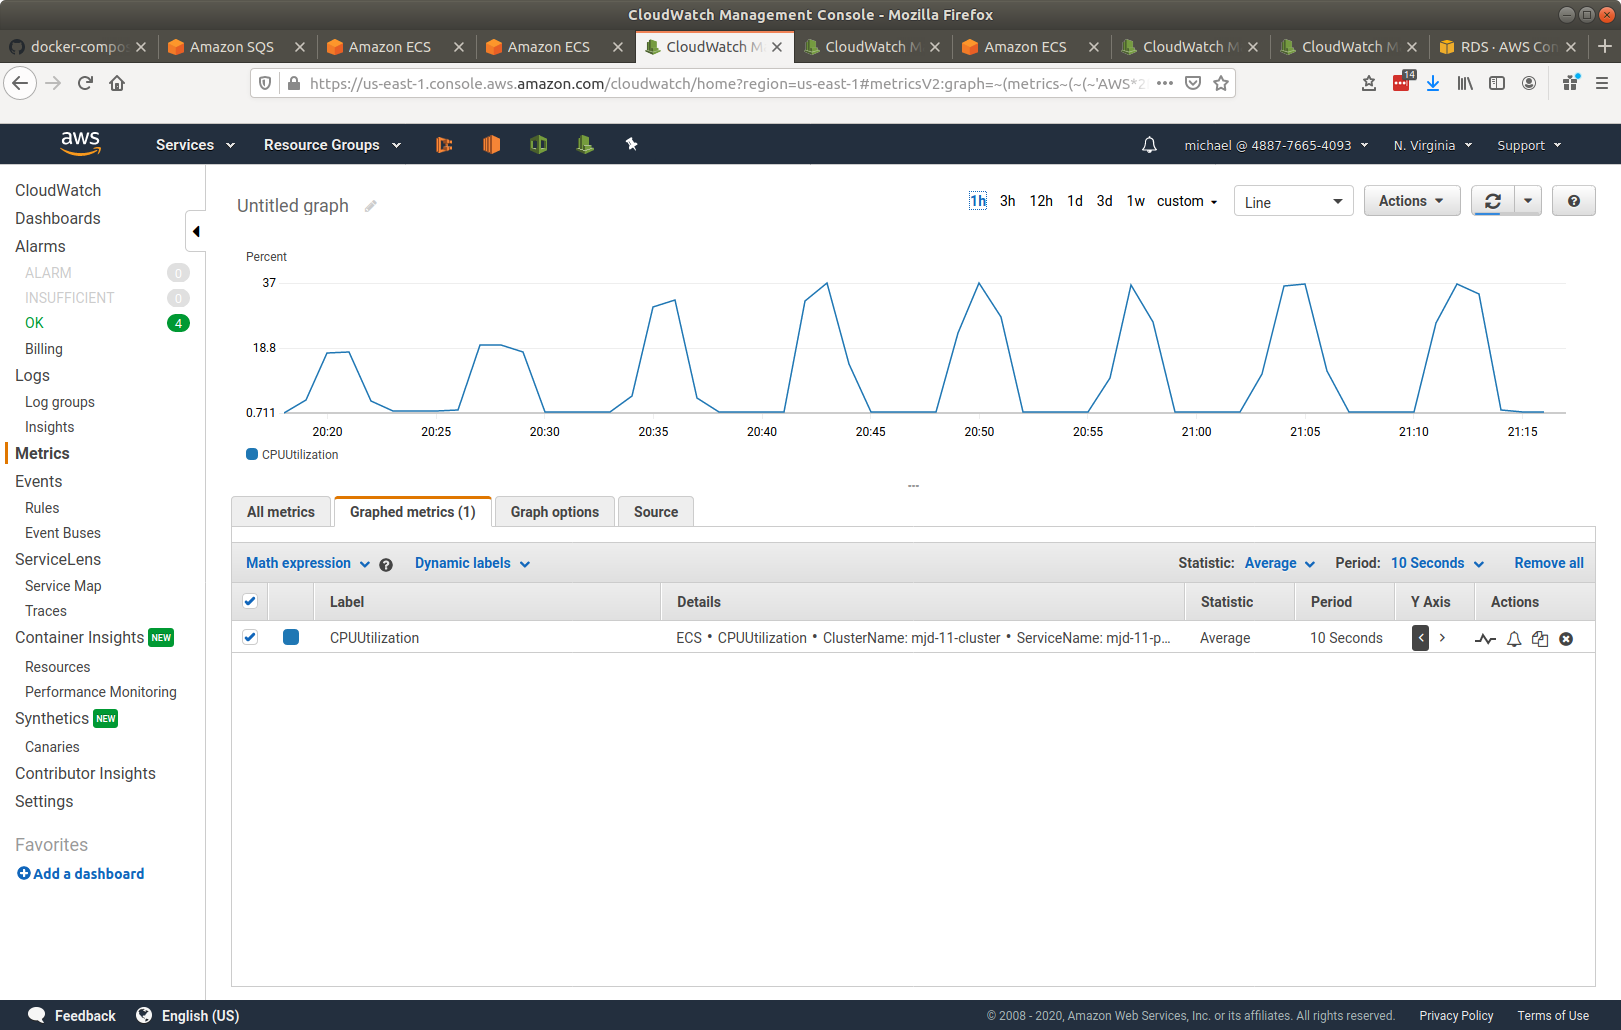 CloudWatch Management Console - Mozilla Firefox
docker-compo
Amazon SQS
Amazon ECS
Amazon ECS
CloudWatch M
CloudWatch M
Amazon ECS
CloudWatch M
CloudWatch M
RDS · AWS Con
https://us-east-1.console.aws.amazon.com/cloudwatch/home?region=us-east-1#metricsV2:graph=~(metrics~(~(~'AWS*2
14
aws
Services
Resource Groups
michael @ 4887-7665-4093
N. Virginia
Support
CloudWatch
Dashboards
Alarms
ALARM 0
INSUFFICIENT 0
OK 4
Billing
Logs
Log groups
Insights
Metrics
Events
Rules
Event Buses
ServiceLens
Service Map
Traces
Container Insights NEW
Resources
Performance Monitoring
Synthetics NEW
Canaries
Contributor Insights
Settings
Favorites
Add a dashboard
Untitled graph
1h 3h 12h 1d 3d 1w custom
Line
Actions
Percent
37
18.8
0.711
20:20 20:25 20:30 20:35 20:40 20:45 20:50 20:55 21:00 21:05 21:10 21:15
CPUUtilization
All metrics
Graphed metrics (1)
Graph options
Source
Math expression
Dynamic labels
Statistic: Average
Period: 10 Seconds
Remove all
Label Details Statistic Period Y Axis Actions
CPUUtilization ECS • CPUUtilization • ClusterName: mjd-11-cluster • ServiceName: mjd-11-p... Average 10 Seconds
Feedback
English (US)
© 2008 - 2020, Amazon Web Services, Inc. or its affiliates. All rights reserved.
Privacy Policy
Terms of Use